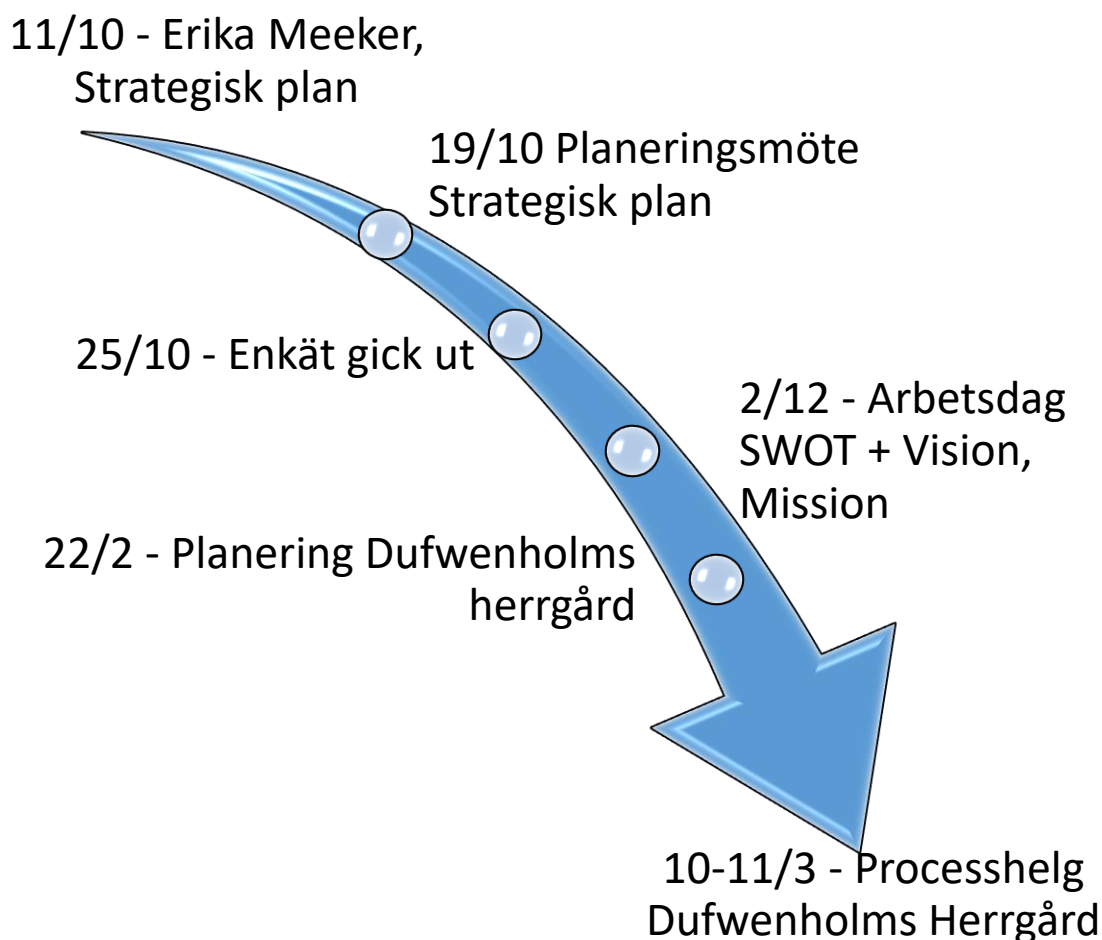 11/10 - Erika Meeker,
Strategisk plan
19/10 Planeringsmöte
Strategisk plan
25/10 - Enkät gick ut
2/12 - Arbetsdag
SWOT + Vision,
Mission
22/2 - Planering Dufwenholms
herrgård
10-11/3 - Processhelg
Dufwenholms Herrgård